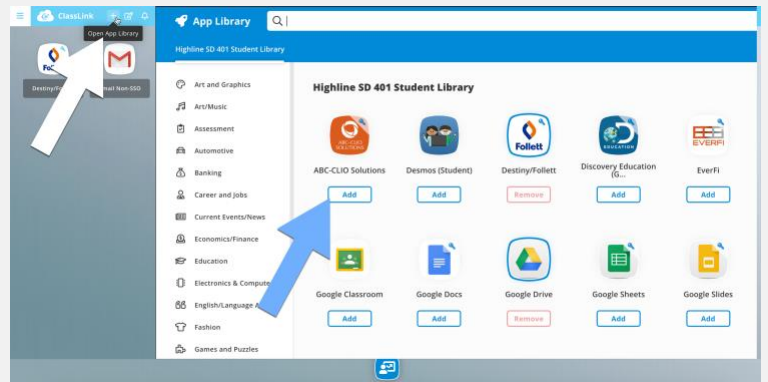 ClassLink
Open App Library
App Library
Highline SD 401 Student Library
Art and Graphics
Art/Music
Assessment
Automotive
Banking
Career and Jobs
Current Events/News
Economics/Finance
Education
Electronics & Compute
English/Language A
Fashion
Games and Puzzles
Highline SD 401 Student Library
ABC-CLIO SOLUTIONS
Follett
EDUCATION
EVERFI
ABC-CLIO Solutions
Desmos (Student)
Destiny/Follett
Discovery Education (G...
EverFi
Add
Add
Remove
Add
Add
Google Classroom
Google Docs
Google Drive
Google Sheets
Google Slides
Add
Add
Remove
Add
Add
Destiny/Fo
mail Non-SSO